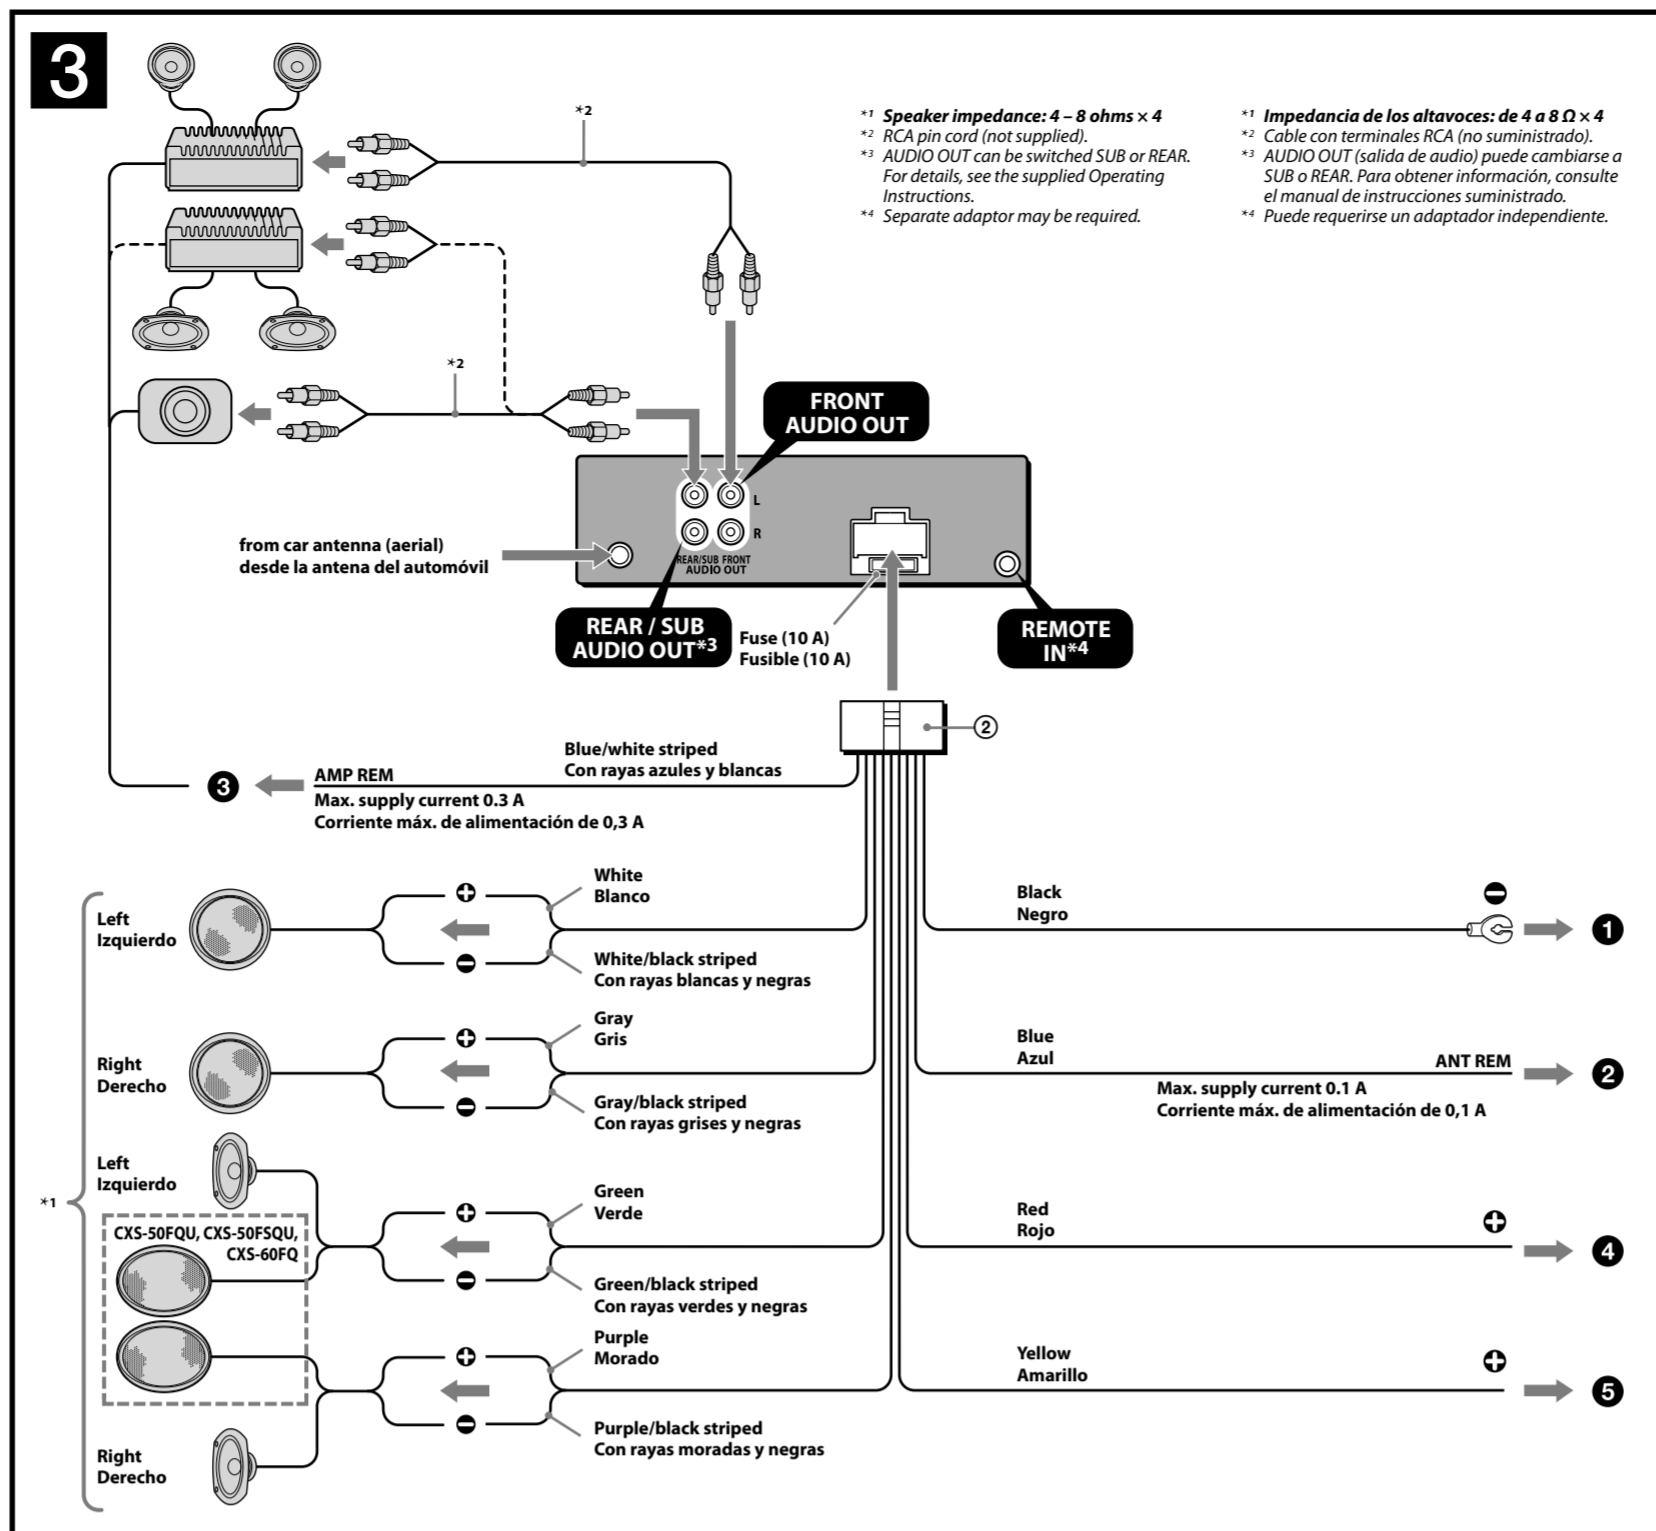 3
*2
*1 Speaker impedance: 4 – 8 ohms × 4
*2 RCA pin cord (not supplied).
*3 AUDIO OUT can be switched SUB or REAR.
For details, see the supplied Operating
Instructions.
*4 Separate adaptor may be required.
*1 Impedancia de los altavoces: de 4 a 8 Ω × 4
*2 Cable con terminales RCA (no suministrado).
*3 AUDIO OUT (salida de audio) puede cambiarse a
SUB o REAR. Para obtener información, consulte
el manual de instrucciones suministrado.
*4 Puede requerirse un adaptador independiente.
*2
FRONT
AUDIO OUT
L
R
REAR/SUB FRONT
AUDIO OUT
from car antenna (aerial)
desde la antena del automóvil
REAR / SUB
AUDIO OUT*3
Fuse (10 A)
Fusible (10 A)
REMOTE
IN*4
2
Blue/white striped
Con rayas azules y blancas
3
AMP REM
Max. supply current 0.3 A
Corriente máx. de alimentación de 0,3 A
*1
Left
Izquierdo
+
−
White
Blanco
White/black striped
Con rayas blancas y negras
Right
Derecho
+
−
Gray
Gris
Gray/black striped
Con rayas grises y negras
Left
Izquierdo
CXS-50FQU, CXS-50FSQU,
CXS-60FQ
+
−
Green
Verde
Green/black striped
Con rayas verdes y negras
Right
Derecho
+
−
Purple
Morado
Purple/black striped
Con rayas moradas y negras
Black
Negro
−
1
Blue
Azul
ANT REM
2
Max. supply current 0.1 A
Corriente máx. de alimentación de 0,1 A
Red
Rojo
+
4
Yellow
Amarillo
+
5